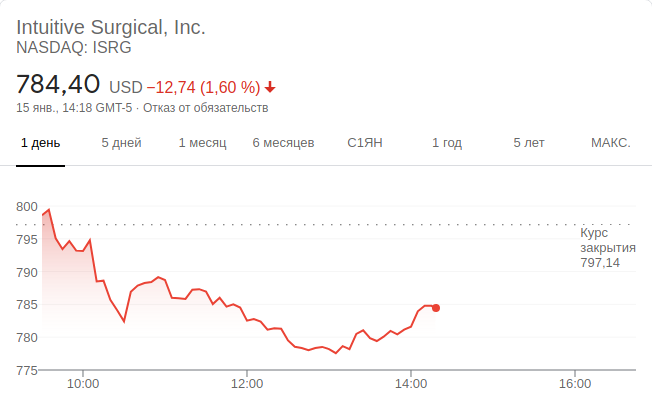 Intuitive Surgical, Inc.
NASDAQ: ISRG
784,40 USD −12,74 (1,60 %)
15 янв., 14:18 GMT-5 · Отказ от обязательств
1 день 5 дней 1 месяц 6 месяцев С1ЯН 1 год 5 лет МАКС.
800
795
790
785
780
775
Курс
закрытия
797,14
10:00 12:00 14:00 16:00